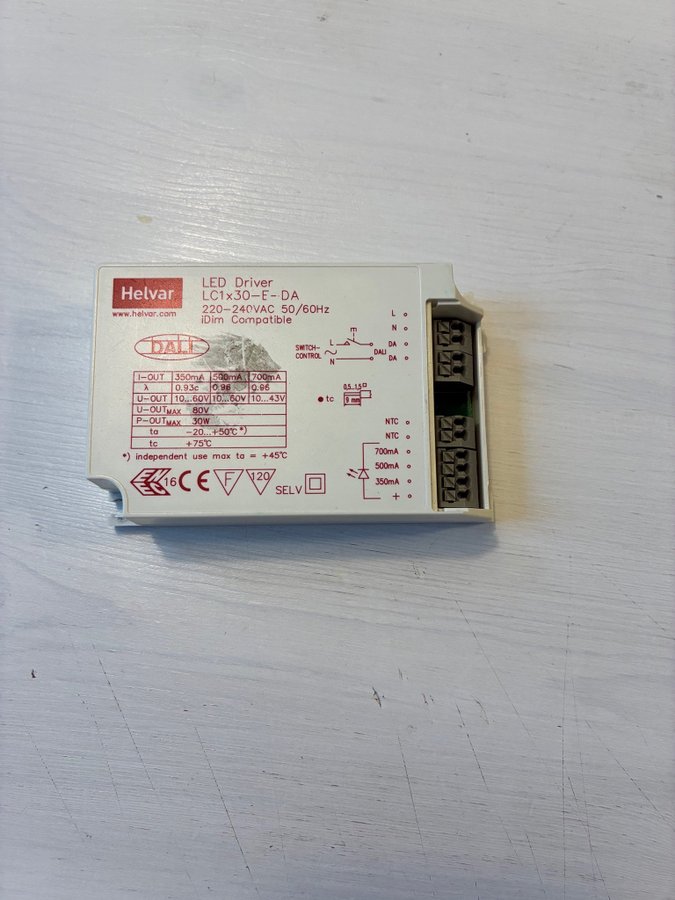 Helvar
www.helvar.com
LED Driver
LC1x30-E-DA
220-240VAC 50/60Hz
iDim Compatible
DALI
I-OUT 350mA 500mA 700mA
λ 0.93c 0.96 0.96
U-OUT 10...60V 10...60V 10...43V
U-OUTMAX 80V
P-OUTMAX 30W
ta -20...+50℃*)
tc +75℃
*) independent use max ta = +45℃
16 CE F 120 SELV
SWITCH-
CONTROL
L
N
m
DALI
L
N
DA
DA
tc
0,5...1,5
9 mm
NTC
NTC
700mA
500mA
350mA
+